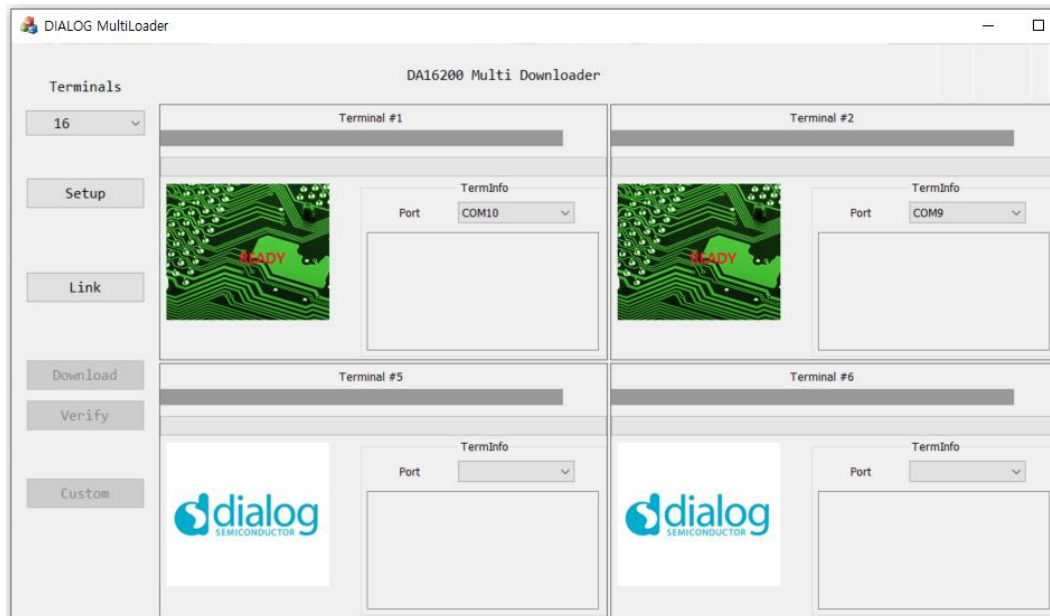 DIALOG MultiLoader
DA16200 Multi Downloader
Terminals
16
Setup
Link
Download
Verify
Custom
Terminal #1
TermInfo
Port COM10
READY
Terminal #2
TermInfo
Port COM9
READY
Terminal #5
TermInfo
Port
dialog
SEMICONDUCTOR
Terminal #6
TermInfo
Port
dialog
SEMICONDUCTOR